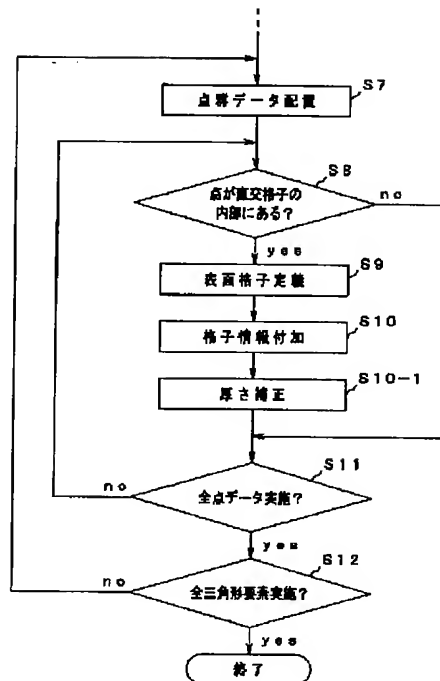 S7
点群データ配置
S8
点が直交格子の
内部にある?
no
yes
S9
表面格子定義
S10
格子情報付加
S10-1
厚さ補正
S11
全点データ実施?
no
yes
S12
全三角形要素実施?
no
yes
終了